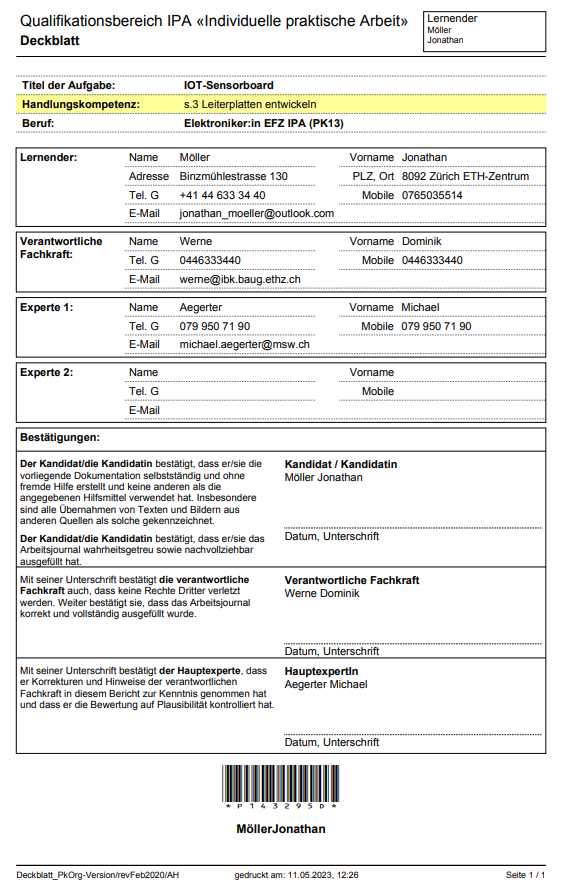 Qualifikationsbereich IPA «Individuelle praktische Arbeit»
Deckblatt
Lernender
Möller
Jonathan
Titel der Aufgabe: IOT-Sensorboard
Handlungskompetenz: s.3 Leiterplatten entwickeln
Beruf: Elektroniker:in EFZ IPA (PK13)
Lernender: Name Möller Vorname Jonathan
Adresse Binzmühlestrasse 130 PLZ, Ort 8092 Zürich ETH-Zentrum
Tel. G +41 44 633 34 40 Mobile 0765035514
E-Mail jonathan_moeller@outlook.com
Verantwortliche Fachkraft: Name Werne Vorname Dominik
Tel. G 0446333440 Mobile 0446333440
E-Mail werne@ibk.baug.ethz.ch
Experte 1: Name Aegerter Vorname Michael
Tel. G 079 950 71 90 Mobile 079 950 71 90
E-Mail michael.aegerter@msw.ch
Experte 2: Name Vorname
Tel. G Mobile
E-Mail
Bestätigungen:
Der Kandidat/die Kandidatin bestätigt, dass er/sie die
vorliegende Dokumentation selbstständig und ohne
fremde Hilfe erstellt und keine anderen als die
angegebenen Hilfsmittel verwendet hat. Insbesondere
sind alle Übernahmen von Texten und Bildern aus
anderen Quellen als solche gekennzeichnet.
Der Kandidat/die Kandidatin bestätigt, dass er/sie das
Arbeitsjournal wahrheitsgetreu sowie nachvollziehbar
ausgefüllt hat.
Kandidat / Kandidatin
Möller Jonathan
Datum, Unterschrift
Mit seiner Unterschrift bestätigt die verantwortliche
Fachkraft auch, dass keine Rechte Dritter verletzt
werden. Weiter bestätigt sie, dass das Arbeitsjournal
korrekt und vollständig ausgefüllt wurde.
Verantwortliche Fachkraft
Werne Dominik
Datum, Unterschrift
Mit seiner Unterschrift bestätigt der Hauptexperte, dass
er Korrekturen und Hinweise der verantwortlichen
Fachkraft in diesem Bericht zur Kenntnis genommen hat
und dass er die Bewertung auf Plausibilität kontrolliert hat.
HauptexpertIn
Aegerter Michael
Datum, Unterschrift
*P143295D*
MöllerJonathan
Deckblatt_PkOrg-Version/revFeb2020/AH gedruckt am: 11.05.2023, 12:26 Seite 1 / 1